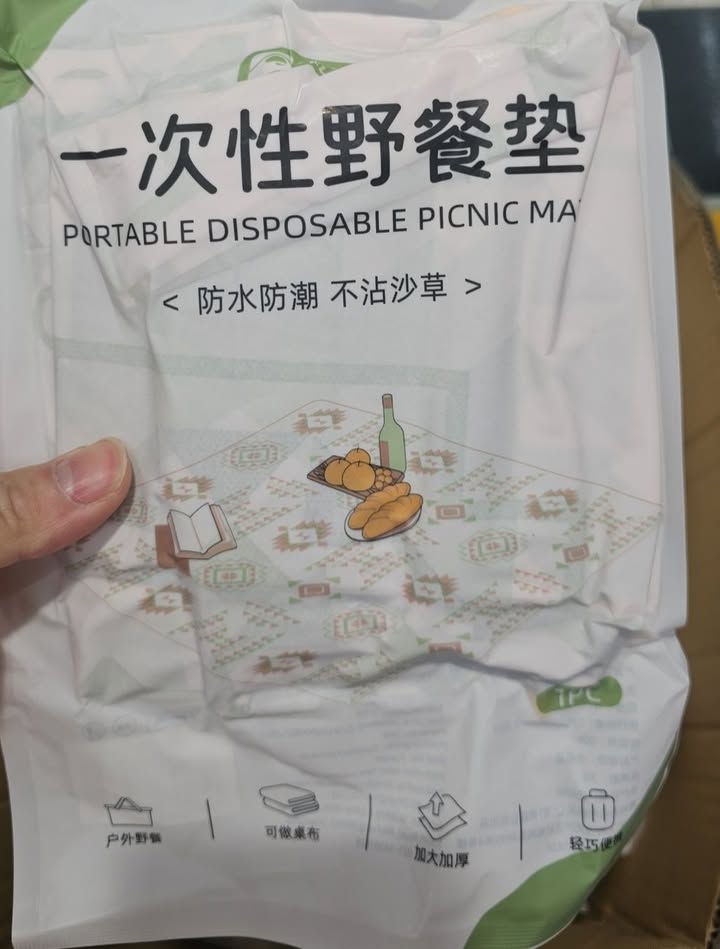 一次性野餐垫
PORTABLE DISPOSABLE PICNIC MA
< 防水防潮 不沾沙草 >
1PC
户外野餐
可做桌布
加大加厚
轻巧便